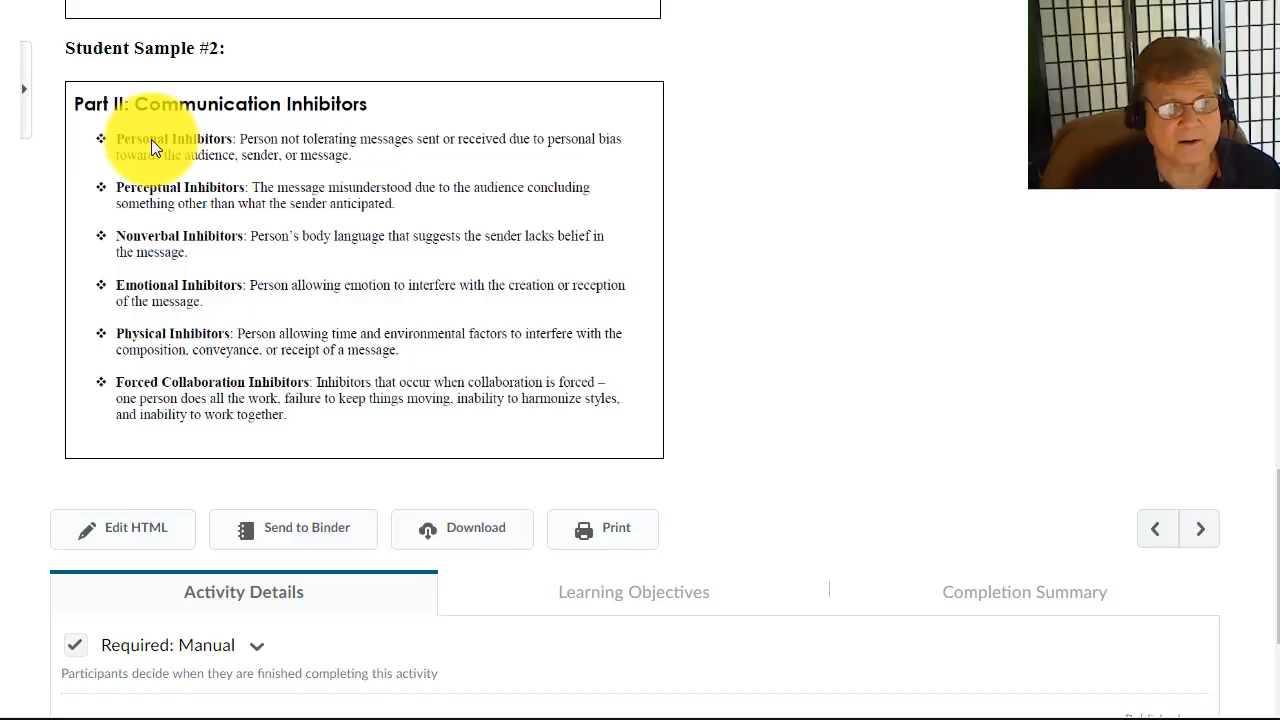 Student Sample #2:
Part II: Communication Inhibitors
❖ Personal Inhibitors: Person not tolerating messages sent or received due to personal bias
towards the audience, sender, or message.
❖ Perceptual Inhibitors: The message misunderstood due to the audience concluding
something other than what the sender anticipated.
❖ Nonverbal Inhibitors: Person's body language that suggests the sender lacks belief in
the message.
❖ Emotional Inhibitors: Person allowing emotion to interfere with the creation or reception
of the message.
❖ Physical Inhibitors: Person allowing time and environmental factors to interfere with the
composition, conveyance, or receipt of a message.
❖ Forced Collaboration Inhibitors: Inhibitors that occur when collaboration is forced –
one person does all the work, failure to keep things moving, inability to harmonize styles,
and inability to work together.
Edit HTML Send to Binder Download Print
Activity Details Learning Objectives Completion Summary
Required: Manual
Participants decide when they are finished completing this activity